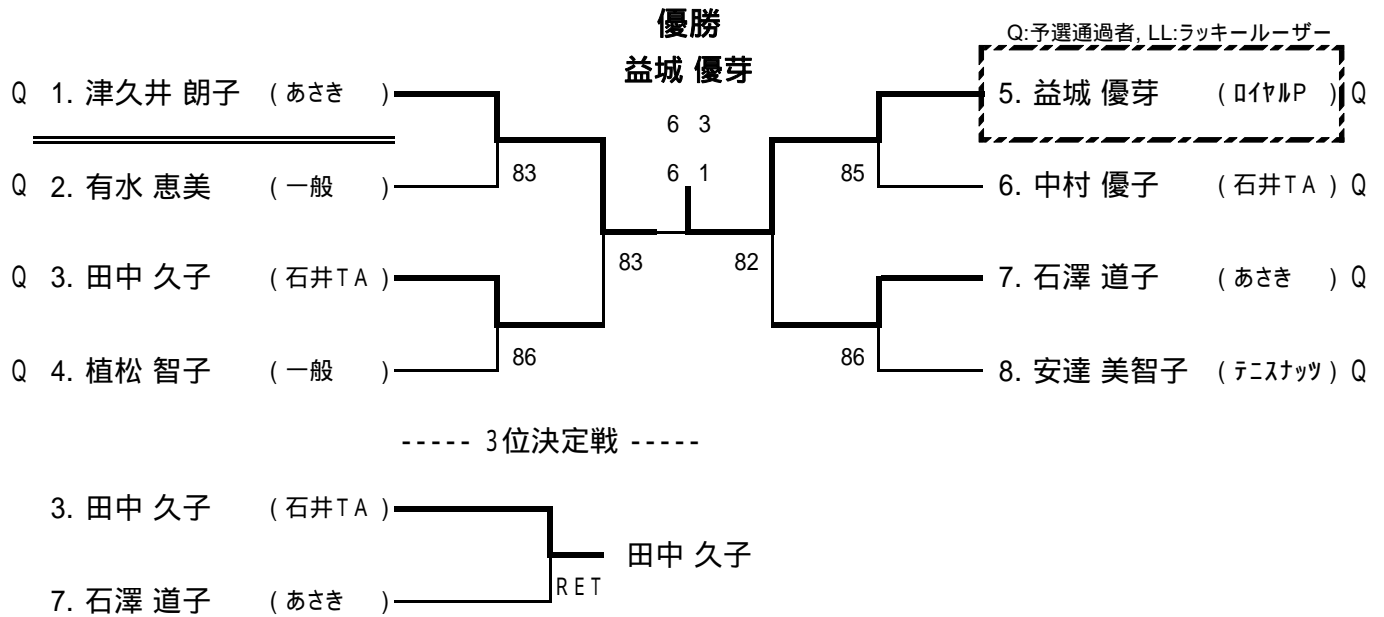 優勝
益城 優芽
Q:予選通過者, LL:ラッキールーザー
Q 1. 津久井 朗子 (あさき )
Q 2. 有水 恵美 (一般 )
Q 3. 田中 久子 (石井TA )
Q 4. 植松 智子 (一般 )
83
86
83
6 3
6 1
82
85
86
5. 益城 優芽 (ロイヤルP ) Q
6. 中村 優子 (石井TA ) Q
7. 石澤 道子 (あさき ) Q
8. 安達 美智子 (テニスナッツ) Q
----- 3位決定戦 -----
3. 田中 久子 (石井TA )
田中 久子
RET
7. 石澤 道子 (あさき )